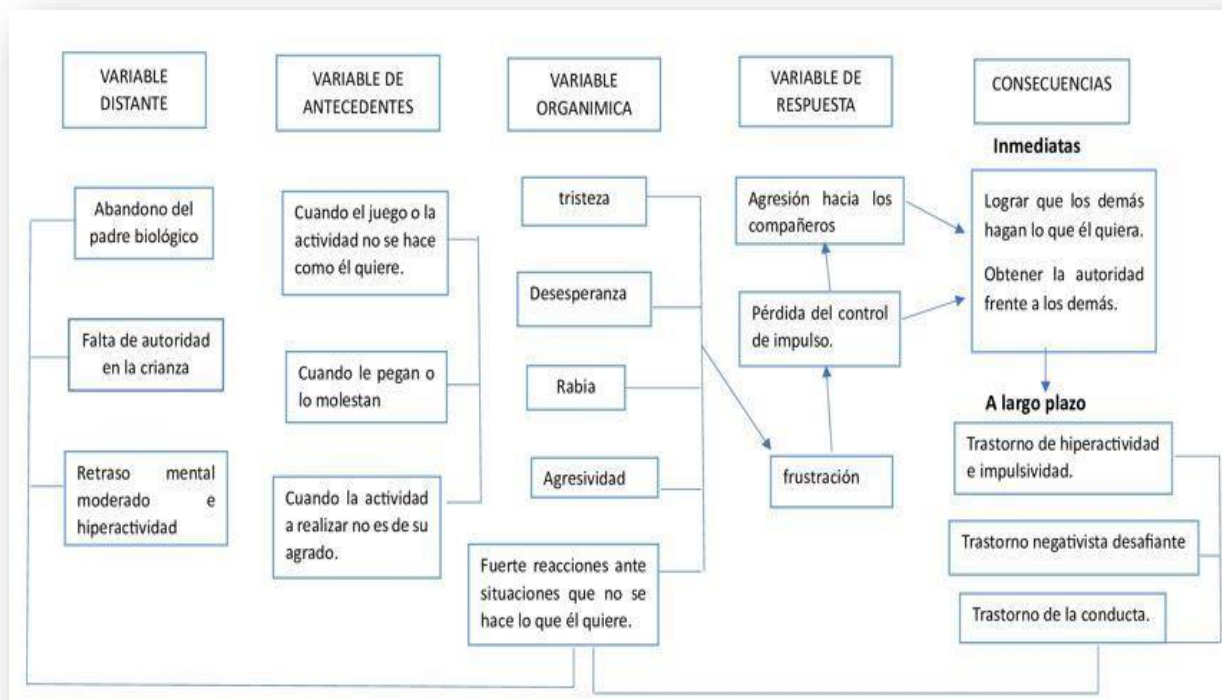 VARIABLE
DISTANTE
VARIABLE DE
ANTECEDENTES
VARIABLE
ORGANIMICA
VARIABLE DE
RESPUESTA
CONSECUENCIAS
Abandono del
padre biológico
Falta de autoridad
en la crianza
Retraso mental
moderado e
hiperactividad
Cuando el juego o la
actividad no se hace
como él quiere.
Cuando le pegan o
lo molestan
Cuando la actividad
a realizar no es de su
agrado.
tristeza
Desesperanza
Rabia
Agresividad
Fuerte reacciones ante
situaciones que no se
hace lo que él quiere.
Agresión hacia los
compañeros
Pérdida del control
de impulso.
frustración
Inmediatas
Lograr que los demás
hagan lo que él quiera.
Obtener la autoridad
frente a los demás.
A largo plazo
Trastorno de hiperactividad
e impulsividad.
Trastorno negativista desafiante
Trastorno de la conducta.